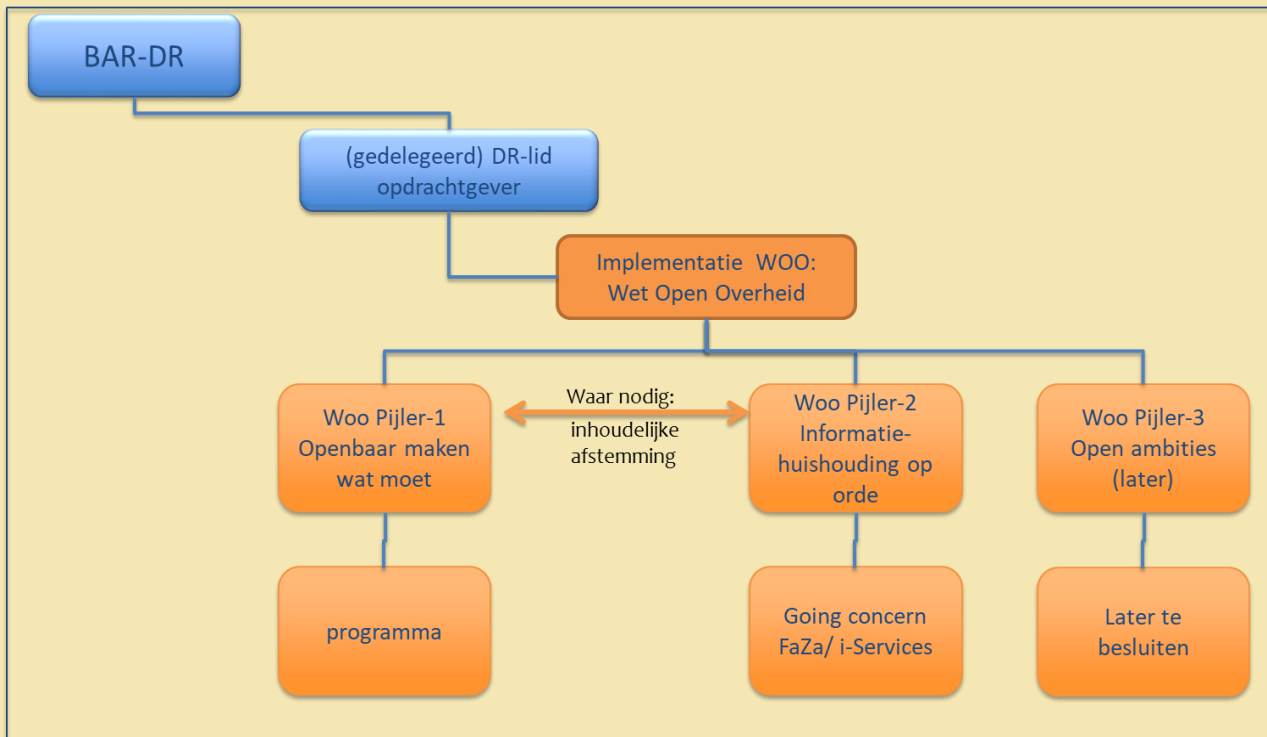 BAR-DR
(gedelegeerd) DR-lid
opdrachtgever
Implementatie WOO:
Wet Open Overheid
Woo Pijler-1
Openbaar maken
wat moet
Waar nodig:
inhoudelijke
afstemming
Woo Pijler-2
Informatie-
huishouding op
orde
Woo Pijler-3
Open ambities
(later)
programma
Going concern
FaZa/ i-Services
Later te
besluiten